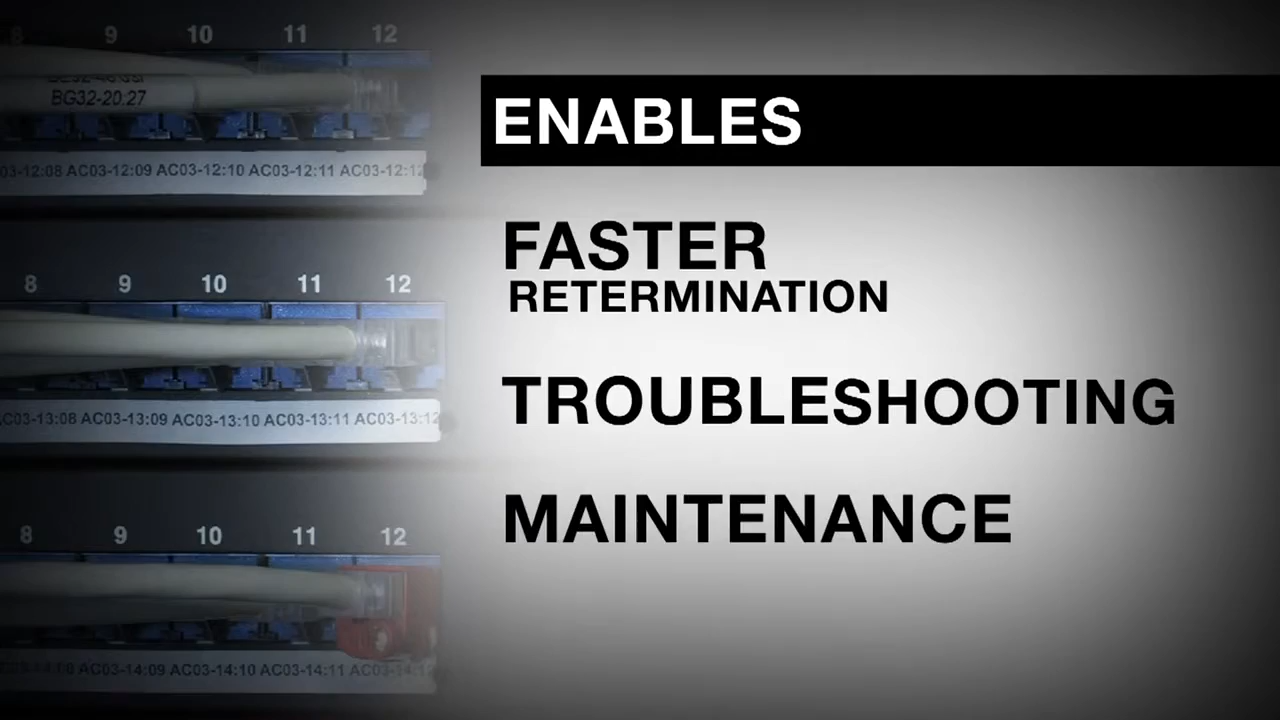 8 9 10 11 12
BG32-20.27
03-12:08 AC03-12:09 AC03-12:10 AC03-12:11 AC03-12:12
8 9 10 11 12
C03-13:08 AC03-13:09 AC03-13:10 AC03-13:11 AC03-13:12
8 9 10 11 12
AC03-14:09 AC03-14:10 AC03-14:11
ENABLES
FASTER
RETERMINATION
TROUBLESHOOTING
MAINTENANCE